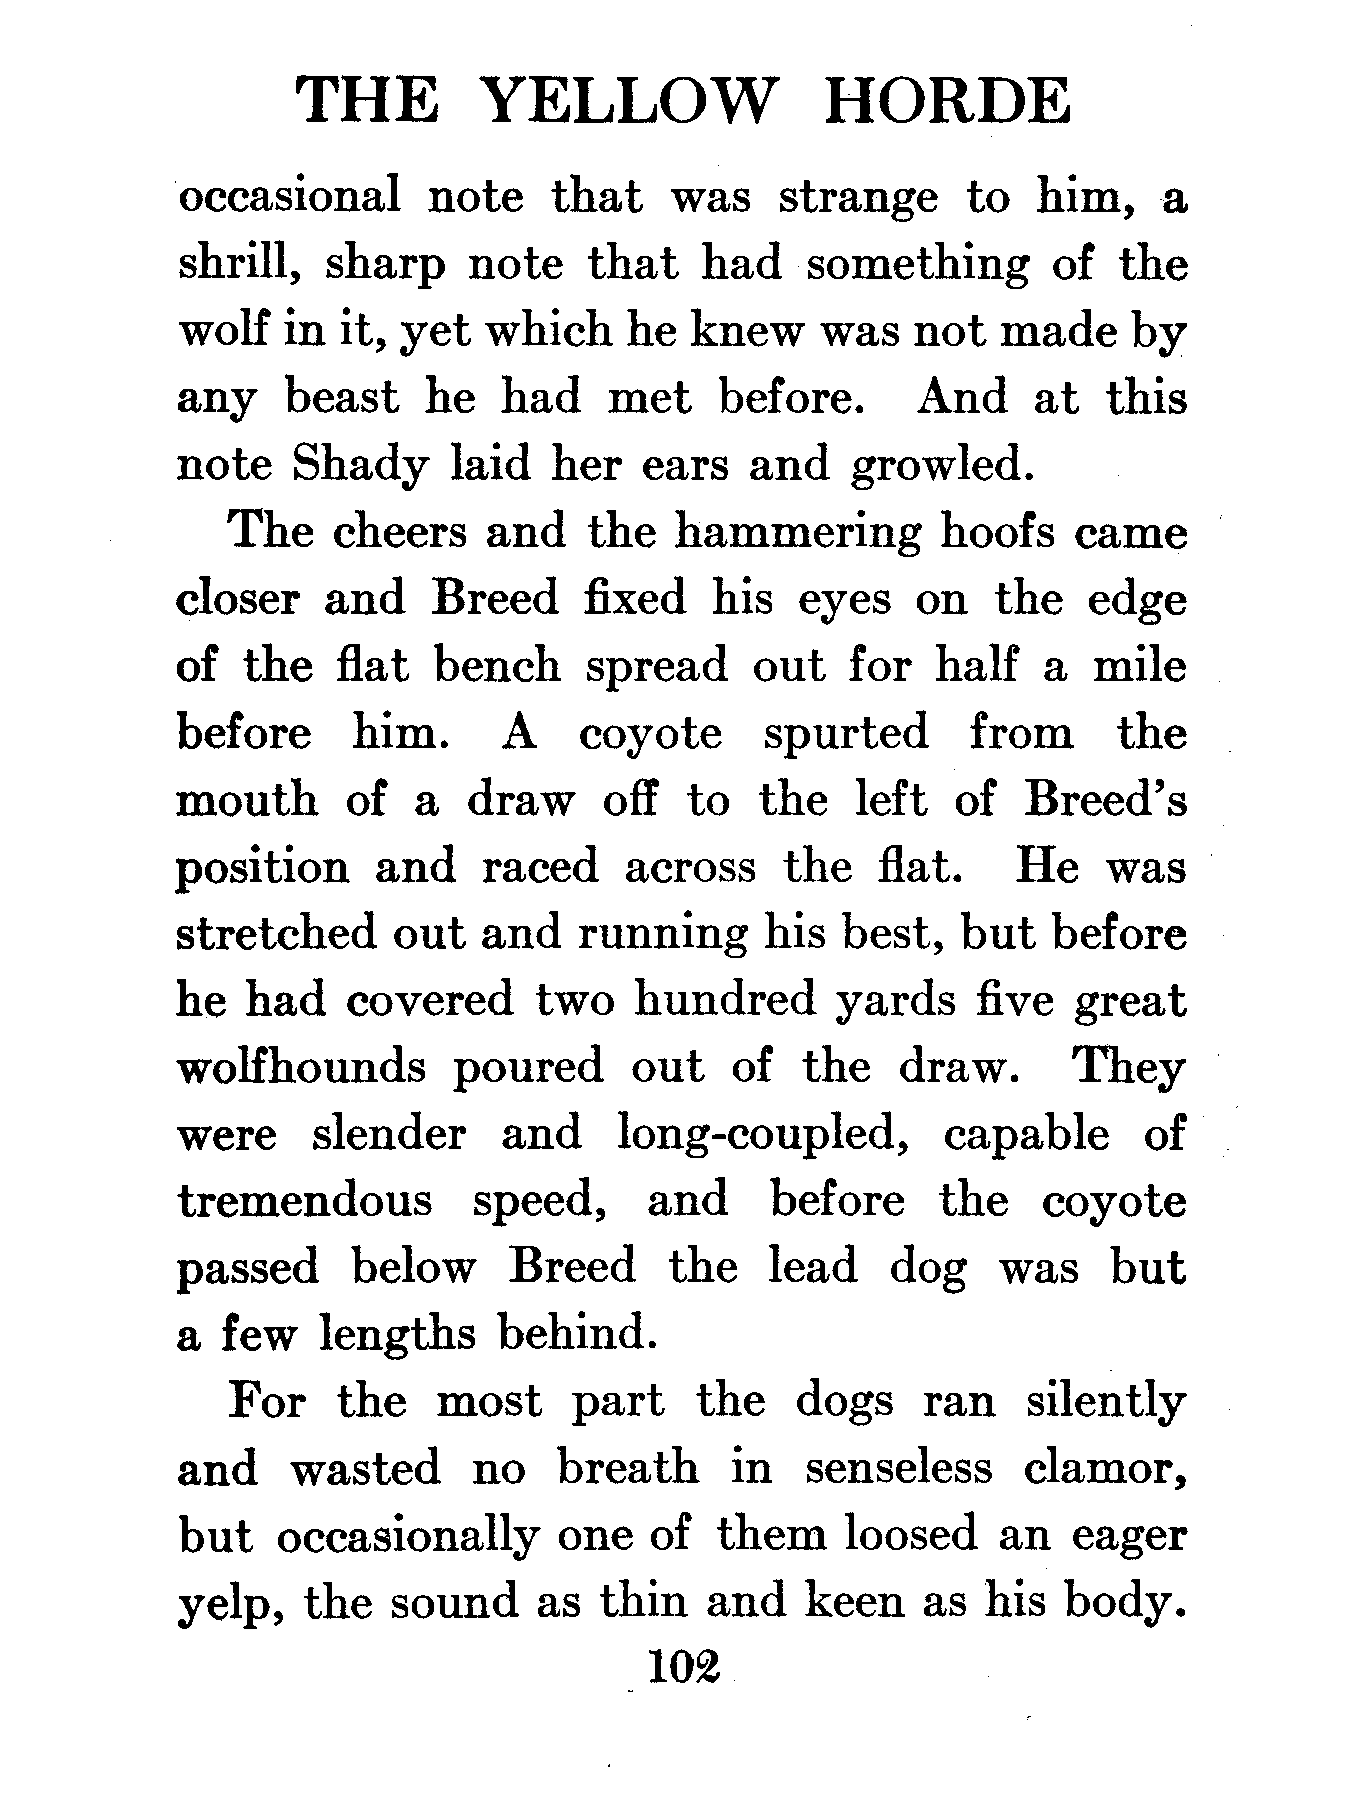 THE YELLOW HORDE
occasional note that was strange to him, a
shrill, sharp note that had something of the
wolf in it, yet which he knew was not made by
any beast he had met before. And at this
note Shady laid her ears and growled.
The cheers and the hammering hoofs came
closer and Breed fixed his eyes on the edge
of the flat bench spread out for half a mile
before him. A coyote spurted from the
mouth of a draw off to the left of Breed's
position and raced across the flat. He was
stretched out and running his best, but before
he had covered two hundred yards five great
wolfhounds poured out of the draw. They
were slender and long-coupled, capable of
tremendous speed, and before the coyote
passed below Breed the lead dog was but
a few lengths behind.
For the most part the dogs ran silently
and wasted no breath in senseless clamor,
but occasionally one of them loosed an eager
yelp, the sound as thin and keen as his body.
102